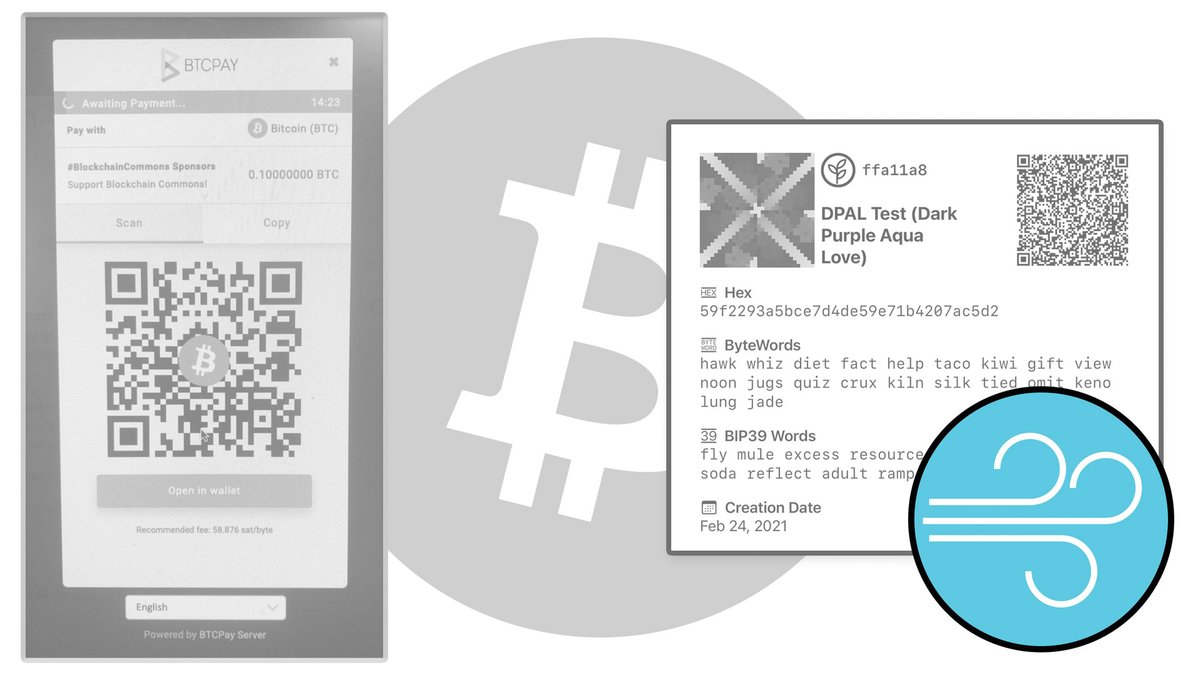 BTCPAY
Awaiting Payment...
14:23
Pay with
Bitcoin (BTC)
#BlockchainCommons Sponsors
Support Blockchain Commons!
0.10000000 BTC
Scan
Copy
Open in wallet
Recommended fee: 58.876 sat/byte
English
Powered by BTCPay Server
ffa11a8
DPAL Test (Dark
Purple Aqua
Love)
HEX Hex
59f2293a5bce7d4de59e71b4207ac5d2
BYTE WORD ByteWords
hawk whiz diet fact help taco kiwi gift view
noon jugs quiz crux kiln silk tied omit keno
lung jade
39 BIP39 Words
fly mule excess resource
soda reflect adult ramp
Creation Date
Feb 24, 2021